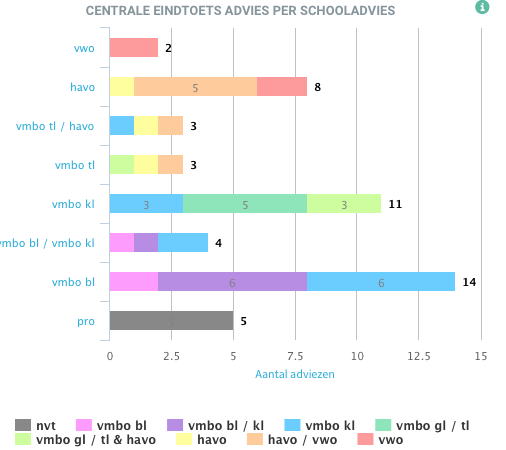 CENTRALE EINDTOETS ADVIES PER SCHOOLADVIES
i
vwo 2
havo 5 8
vmbo tl / havo 3
vmbo tl 3
vmbo kl 3 5 3 11
vmbo bl / vmbo kl 4
vmbo bl 6 6 14
pro 5
0 2.5 5 7.5 10 12.5 15
Aantal adviezen
nvt vmbo bl vmbo bl / kl vmbo kl vmbo gl / tl
vmbo gl / tl & havo havo havo / vwo vwo